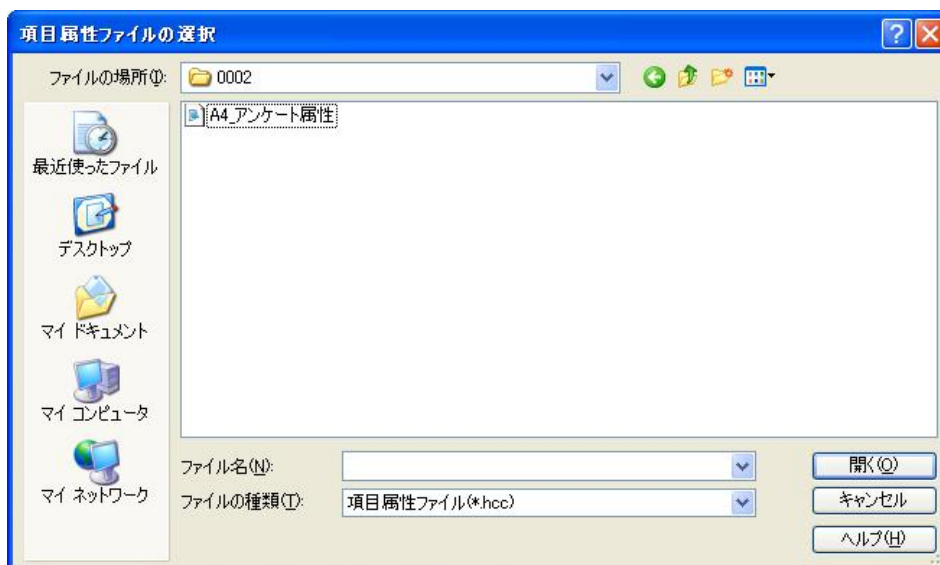 項目属性ファイルの選択
ファイルの場所(I):
0002
A4_アンケート属性
最近使ったファイル
デスクトップ
マイ ドキュメント
マイ コンピュータ
マイ ネットワーク
ファイル名(N):
開く(O)
ファイルの種類(T):
項目属性ファイル(*.hcc)
キャンセル
ヘルプ(H)